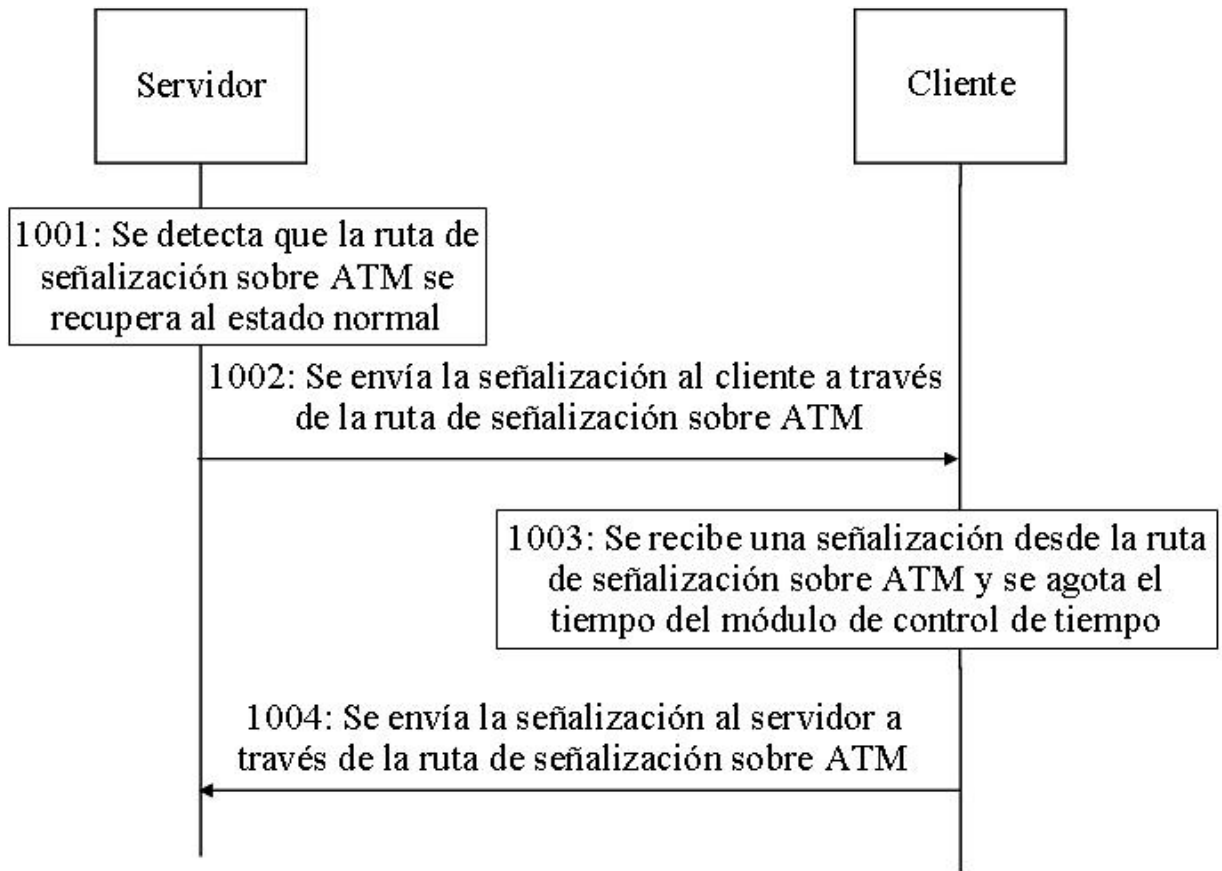 Servidor
Cliente
1001: Se detecta que la ruta de
señalización sobre ATM se
recupera al estado normal
1002: Se envía la señalización al cliente a través
de la ruta de señalización sobre ATM
1003: Se recibe una señalización desde la ruta
de señalización sobre ATM y se agota el
tiempo del módulo de control de tiempo
1004: Se envía la señalización al servidor a
través de la ruta de señalización sobre ATM